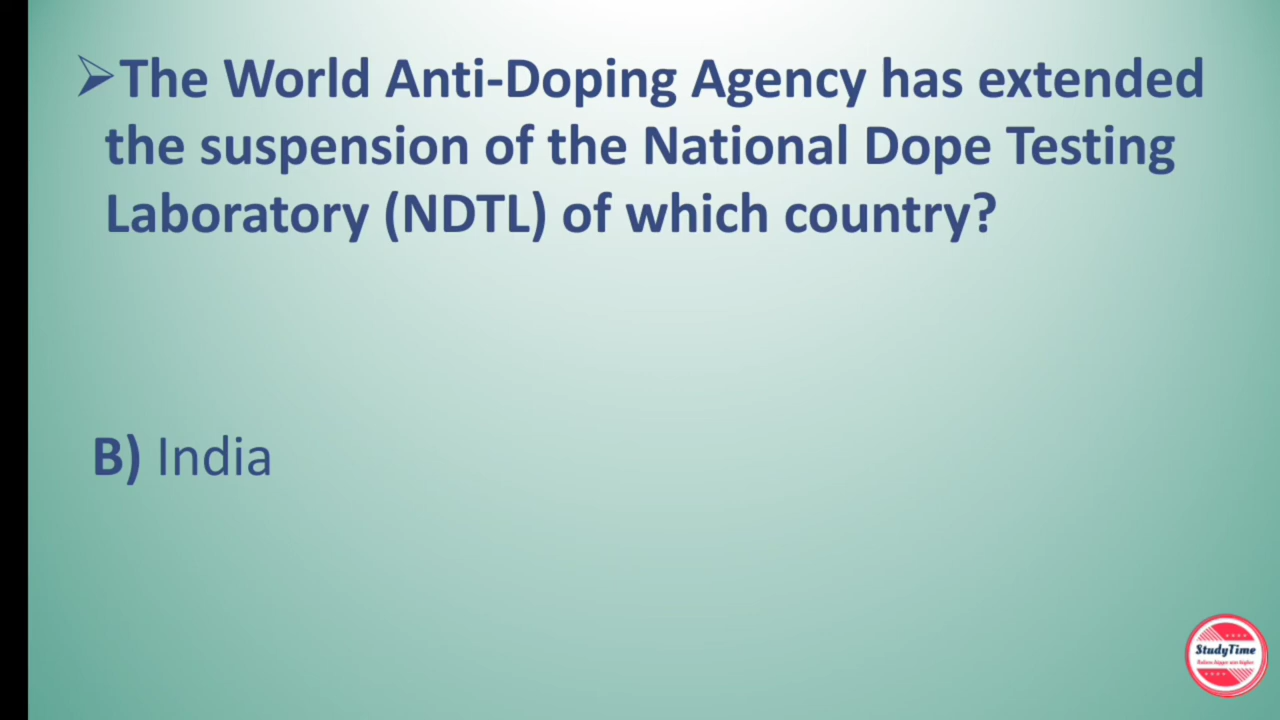 ➢The World Anti-Doping Agency has extended
the suspension of the National Dope Testing
Laboratory (NDTL) of which country?
B) India
StudyTime